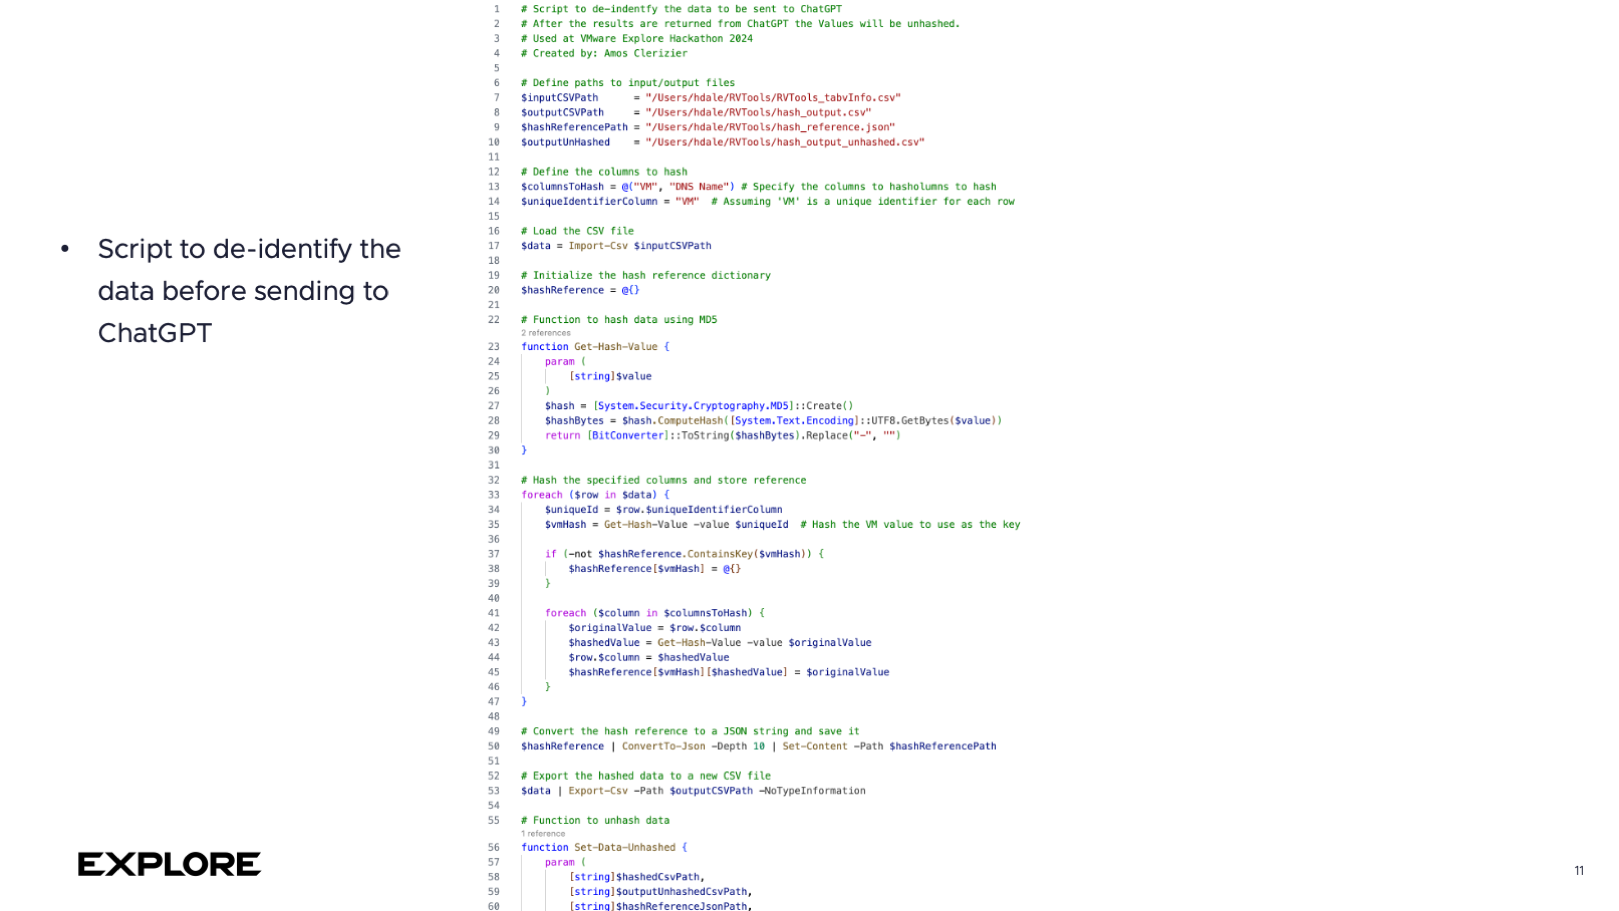 • Script to de-identify the
data before sending to
ChatGPT
1 # Script to de-indentfy the data to be sent to ChatGPT
2 # After the results are returned from ChatGPT the Values will be unhashed.
3 # Used at VMware Explore Hackathon 2024
4 # Created by: Amos Clerizier
5
6 # Define paths to input/output files
7 $inputCSVPath      = "/Users/hdale/RVTools/RVTools_tabvInfo.csv"
8 $outputCSVPath     = "/Users/hdale/RVTools/hash_output.csv"
9 $hashReferencePath = "/Users/hdale/RVTools/hash_reference.json"
10 $outputUnHashed    = "/Users/hdale/RVTools/hash_output_unhashed.csv"
11
12 # Define the columns to hash
13 $columnsToHash = @("VM", "DNS Name") # Specify the columns to hasholumns to hash
14 $uniqueIdentifierColumn = "VM"  # Assuming 'VM' is a unique identifier for each row
15
16 # Load the CSV file
17 $data = Import-Csv $inputCSVPath
18
19 # Initialize the hash reference dictionary
20 $hashReference = @{}
21
22 # Function to hash data using MD5
2 references
23 function Get-Hash-Value {
24     param (
25         [string]$value
26     )
27     $hash = [System.Security.Cryptography.MD5]::Create()
28     $hashBytes = $hash.ComputeHash([System.Text.Encoding]::UTF8.GetBytes($value))
29     return [BitConverter]::ToString($hashBytes).Replace("-", "")
30 }
31
32 # Hash the specified columns and store reference
33 foreach ($row in $data) {
34     $uniqueId = $row.$uniqueIdentifierColumn
35     $vmHash = Get-Hash-Value -value $uniqueId  # Hash the VM value to use as the key
36
37     if (-not $hashReference.ContainsKey($vmHash)) {
38         $hashReference[$vmHash] = @{}
39     }
40
41     foreach ($column in $columnsToHash) {
42         $originalValue = $row.$column
43         $hashedValue = Get-Hash-Value -value $originalValue
44         $row.$column = $hashedValue
45         $hashReference[$vmHash][$hashedValue] = $originalValue
46     }
47 }
48
49 # Convert the hash reference to a JSON string and save it
50 $hashReference | ConvertTo-Json -Depth 10 | Set-Content -Path $hashReferencePath
51
52 # Export the hashed data to a new CSV file
53 $data | Export-Csv -Path $outputCSVPath -NoTypeInformation
54
55 # Function to unhash data
1 reference
56 function Set-Data-Unhashed {
57     param (
58         [string]$hashedCsvPath,
59         [string]$outputUnhashedCsvPath,
60         [string]$hashReferenceJsonPath,
EXPLORE
11